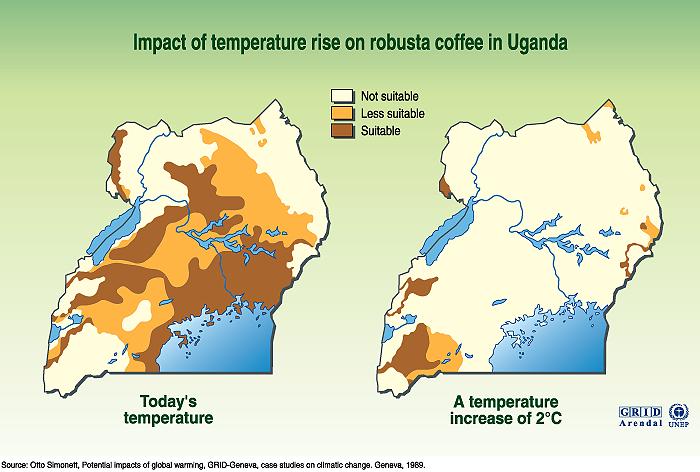 Impact of temperature rise on robusta coffee in Uganda
Not suitable
Less suitable
Suitable
Today's
temperature
A temperature
increase of 2°C
GRID
Arendal
UNEP
Source: Otto Simonett, Potential impacts of global warming, GRID-Geneva, case studies on climatic change. Geneva, 1989.